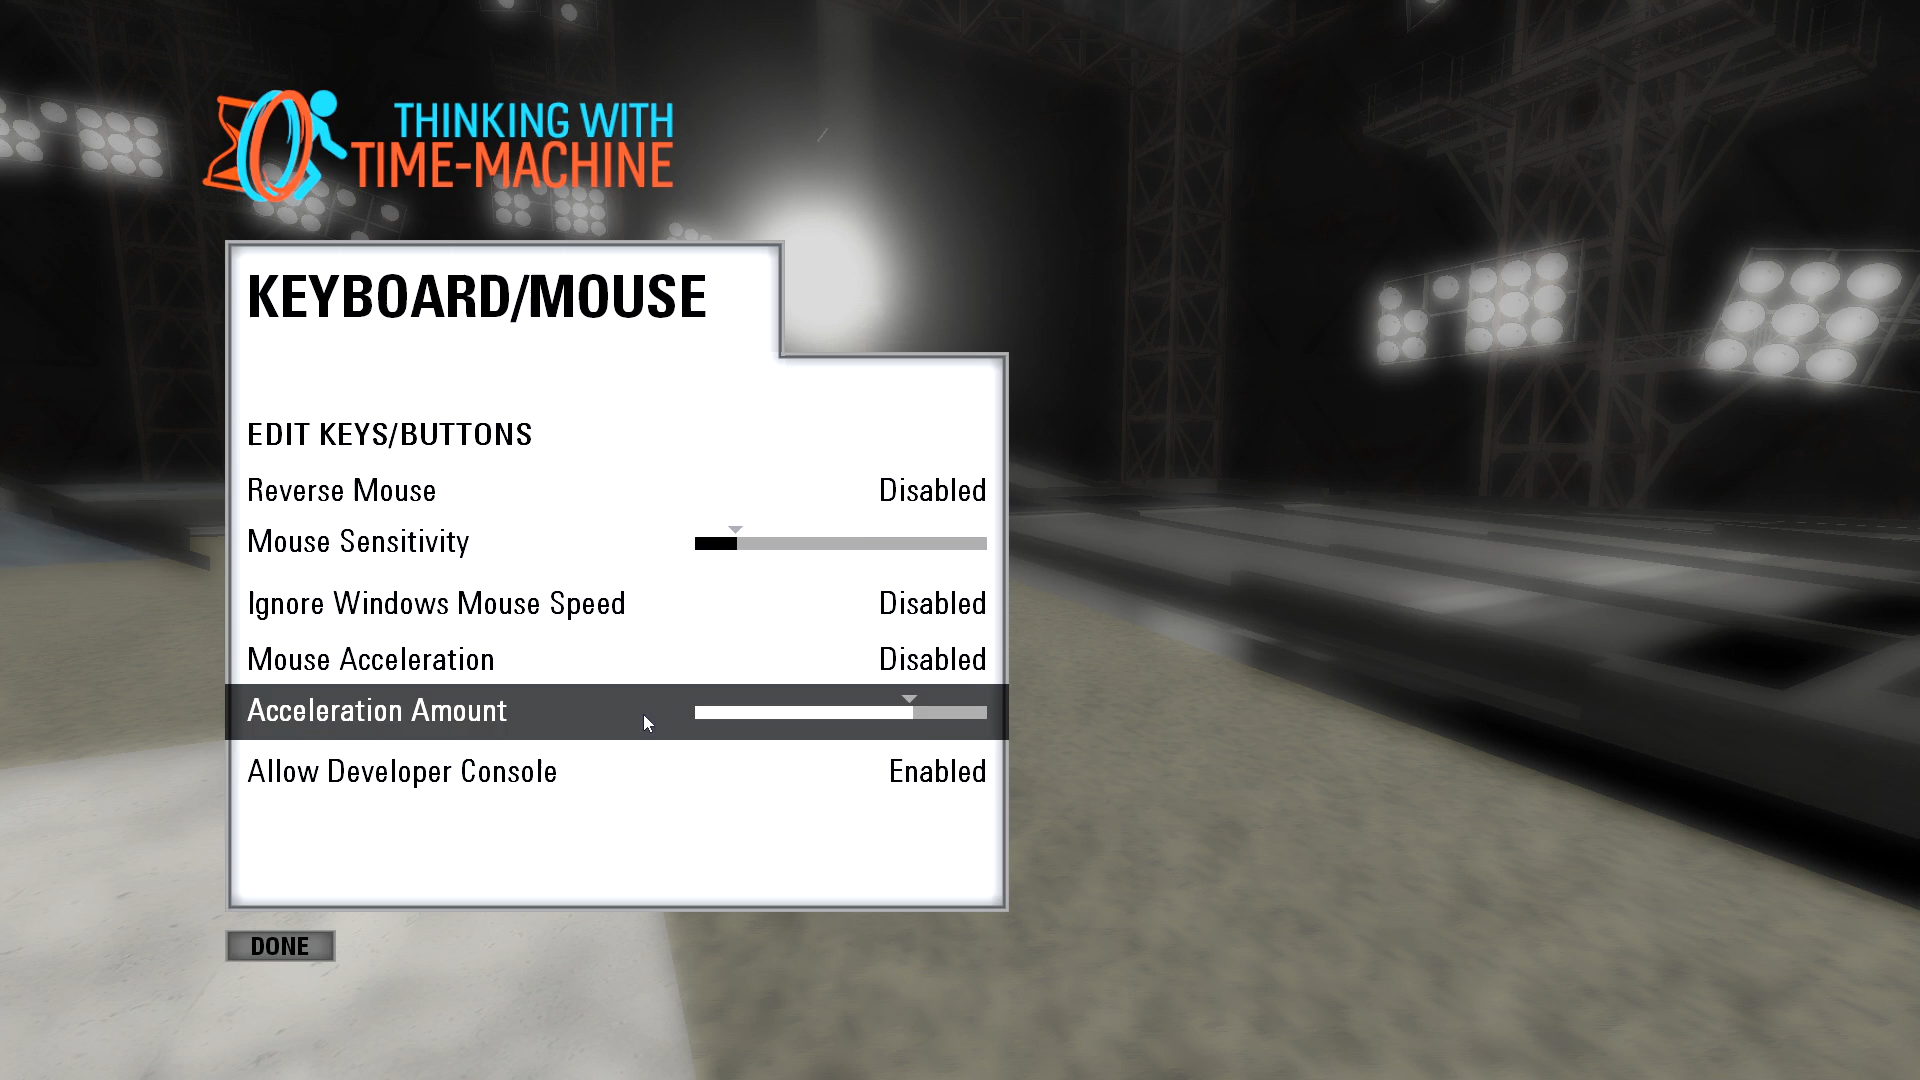 THINKING WITH
TIME-MACHINE
KEYBOARD/MOUSE
EDIT KEYS/BUTTONS
Reverse Mouse Disabled
Mouse Sensitivity
Ignore Windows Mouse Speed Disabled
Mouse Acceleration Disabled
Acceleration Amount
Allow Developer Console Enabled
DONE